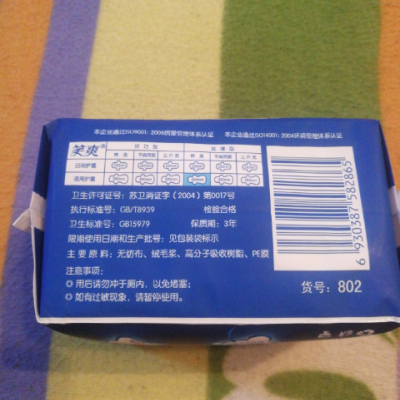 本企业通过ISO9001: 2008质量管理体系认证
本企业通过ISO14001: 2004环境管理体系认证
笑爽
日用护翼
夜用护翼
卫生许可证号: 苏卫消证字 (2004) 第0017号
执行标准号: GB/T8939 检验合格
卫生标准号: GB15979 保质期: 3年
限期使用日期和生产批号: 见包装袋标示
主要原料: 无纺布、绒毛浆、高分子吸收树脂、PE膜
注意事项:
用后请勿冲于厕内, 以免堵塞;
如有过敏现象, 请暂停使用。
6930387582865
货号: 802